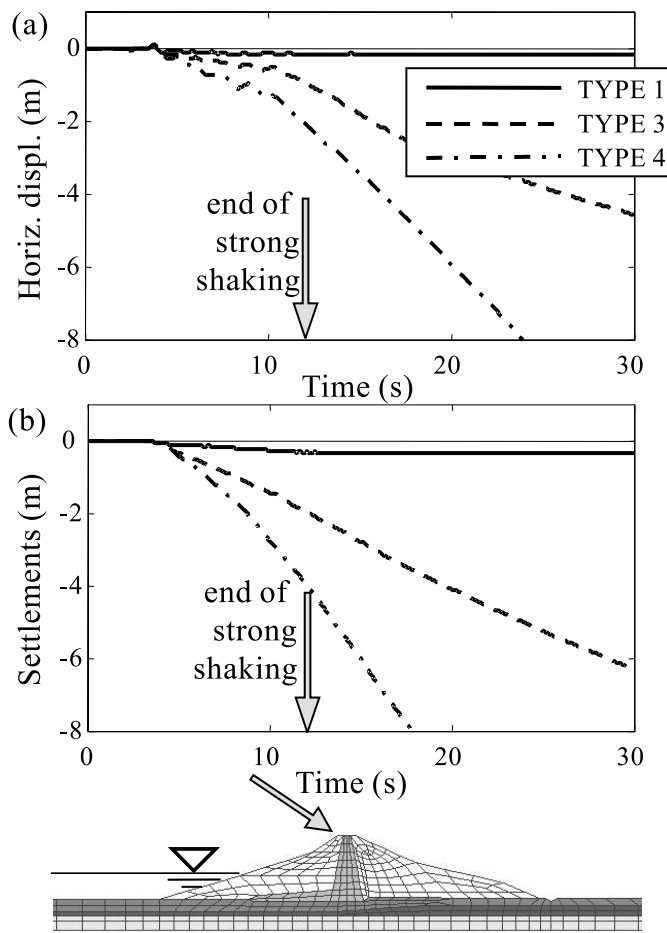 (a)
0
-2
-4
-6
-8
Horiz. displ. (m)
TYPE 1
TYPE 3
TYPE 4
end of
strong
shaking
0
10
20
30
Time (s)
(b)
0
-2
-4
-6
-8
Settlements (m)
end of
strong
shaking
0
10
20
30
Time (s)